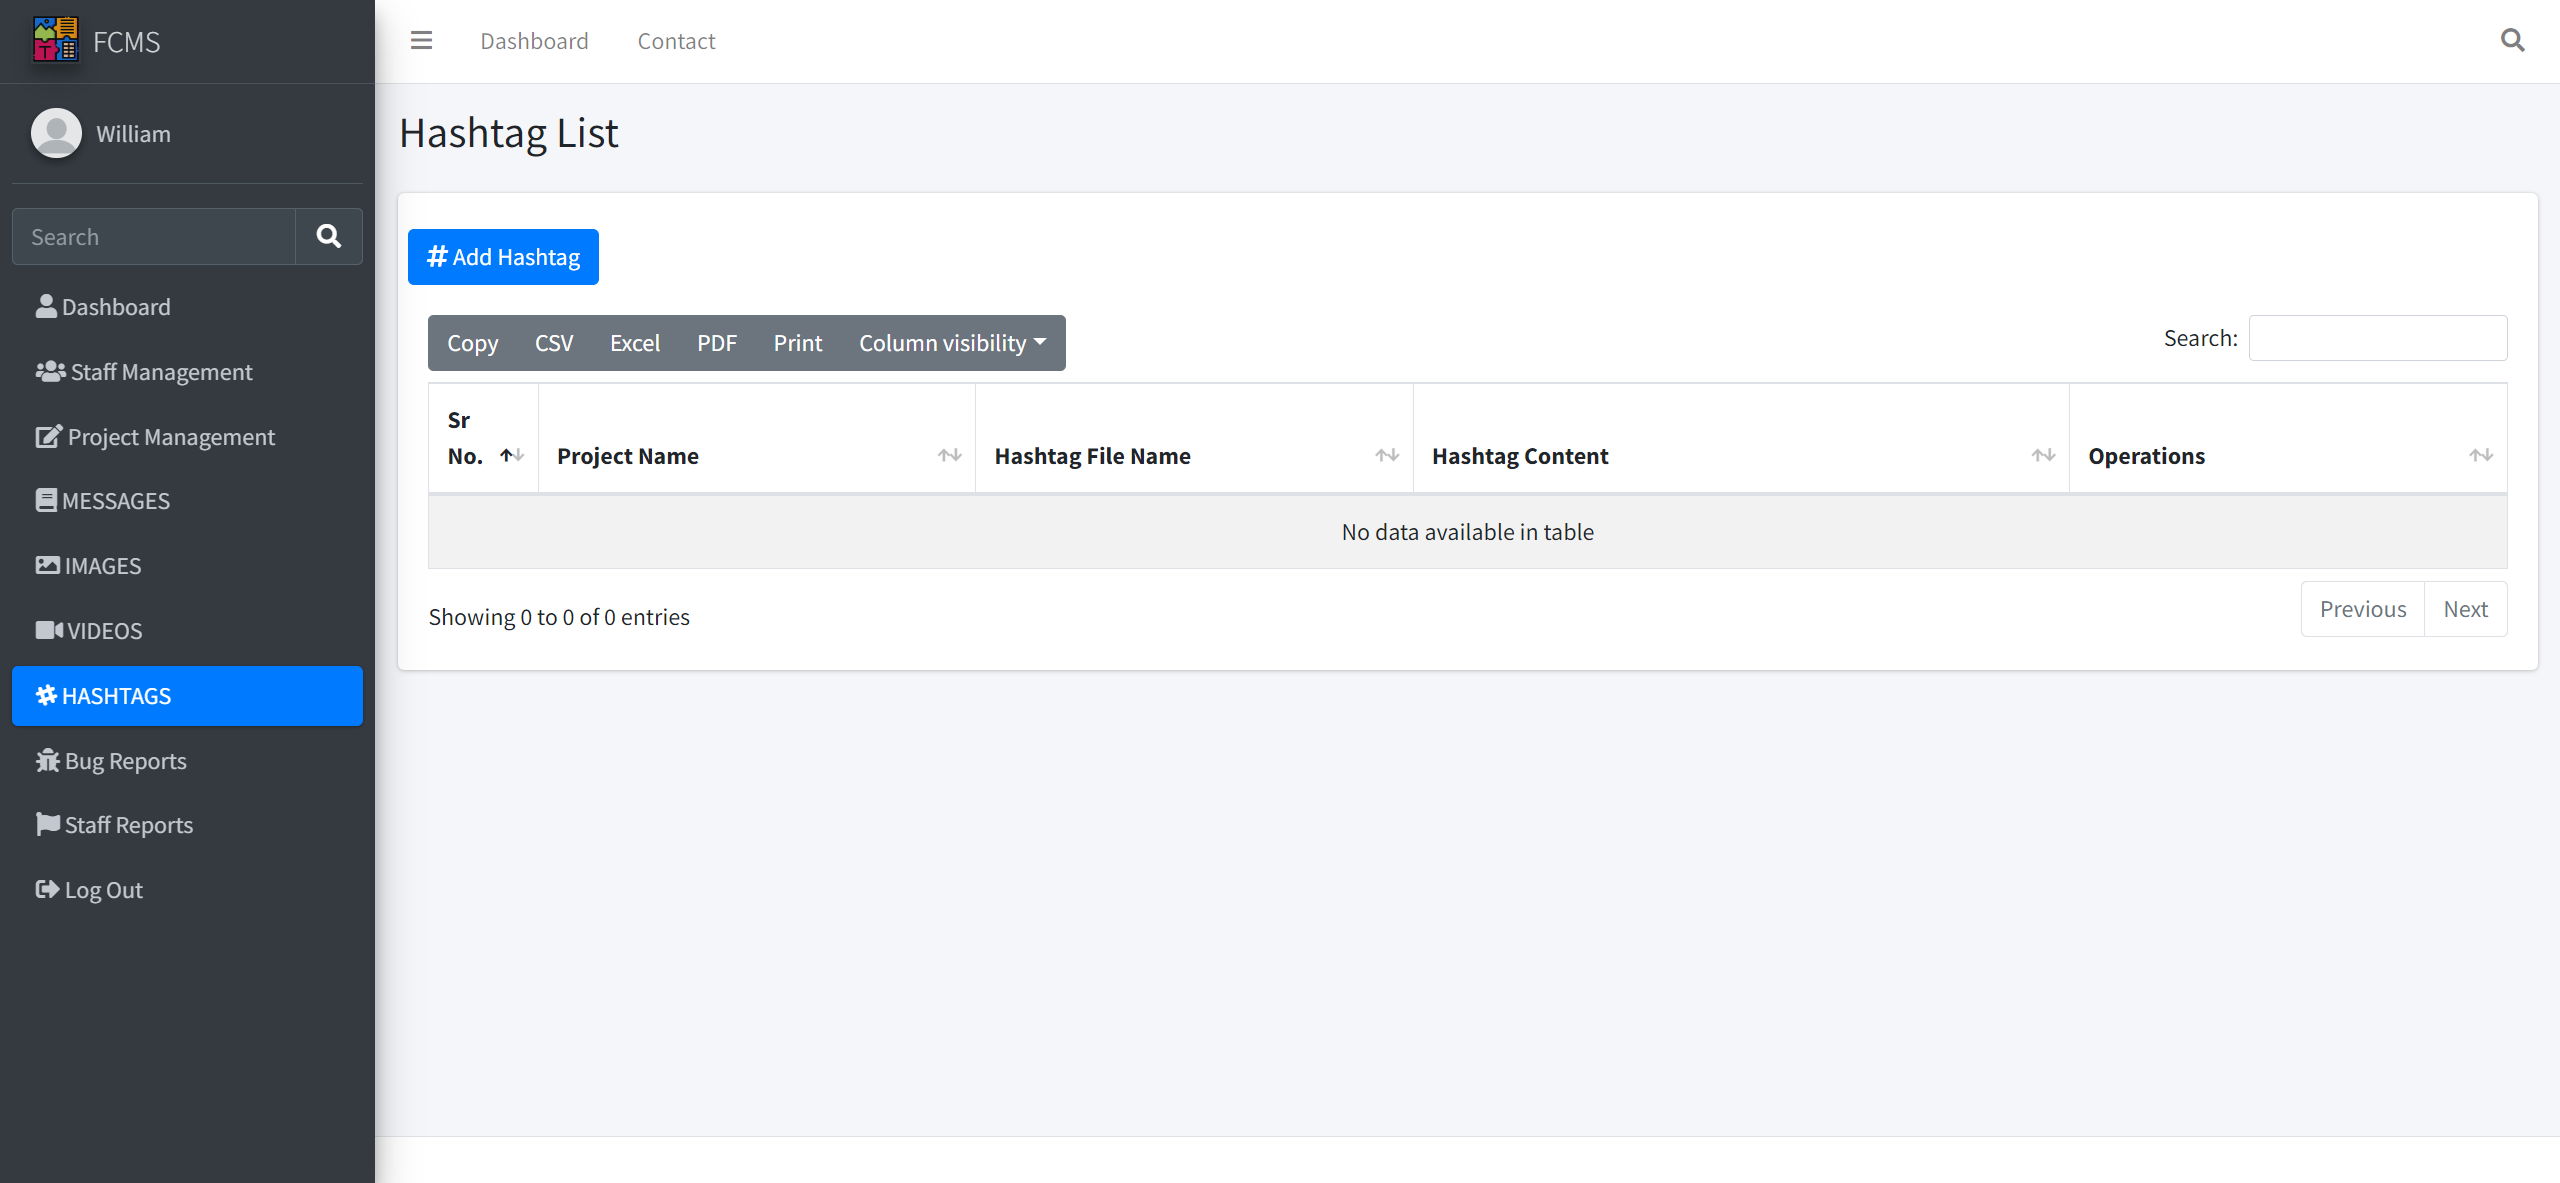 FCMS
Dashboard Contact
William
Search
Dashboard
Staff Management
Project Management
MESSAGES
IMAGES
VIDEOS
HASHTAGS
Bug Reports
Staff Reports
Log Out
Hashtag List
# Add Hashtag
Copy CSV Excel PDF Print Column visibility
Search:
Sr No. Project Name Hashtag File Name Hashtag Content Operations
No data available in table
Showing 0 to 0 of 0 entries
Previous Next